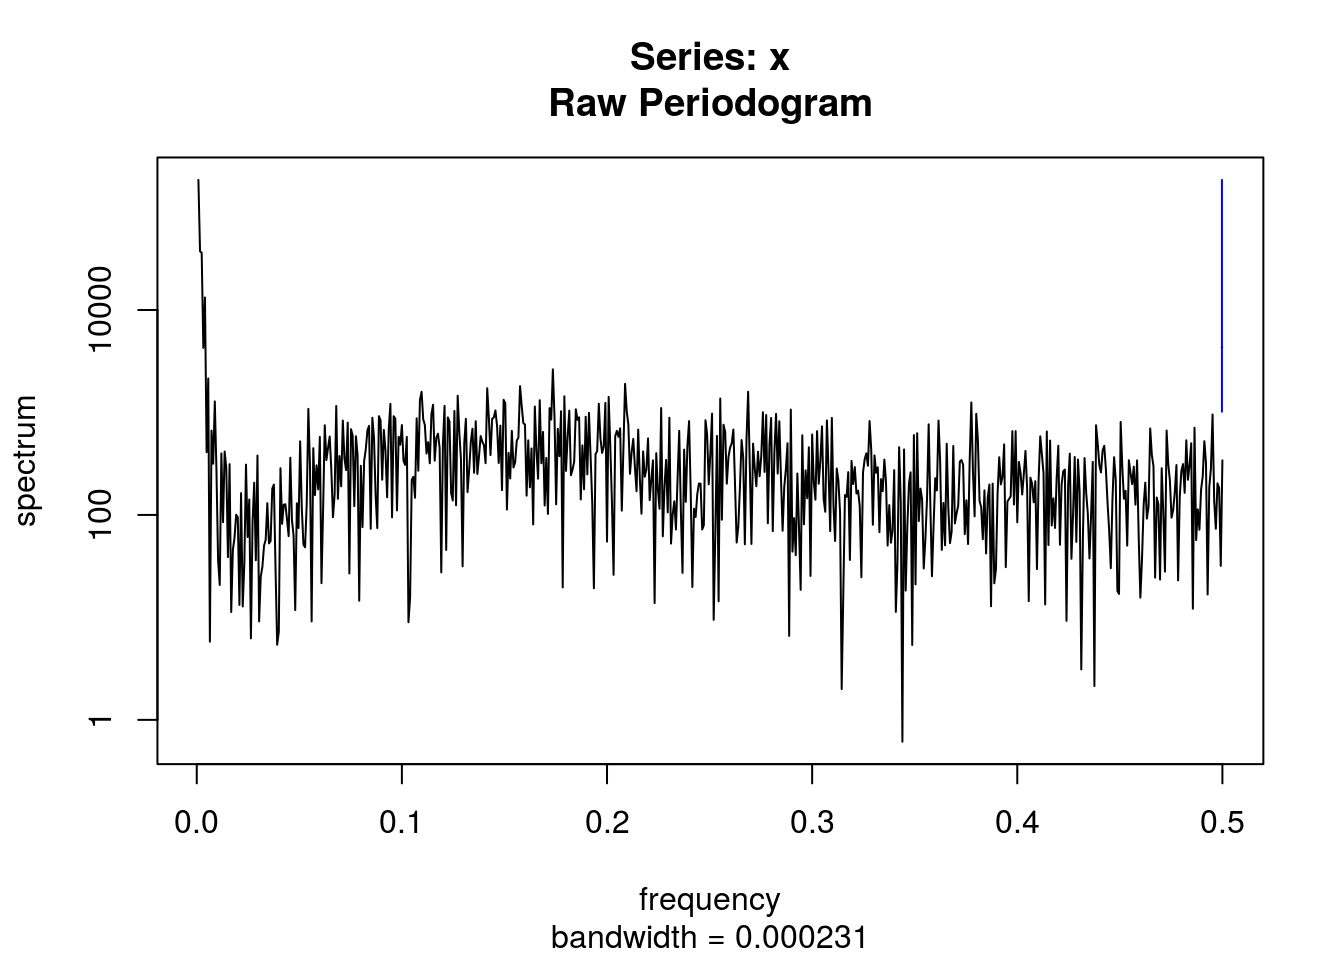 Series: x
Raw Periodogram
spectrum
10000
100
1
0.0 0.1 0.2 0.3 0.4 0.5
frequency
bandwidth = 0.000231